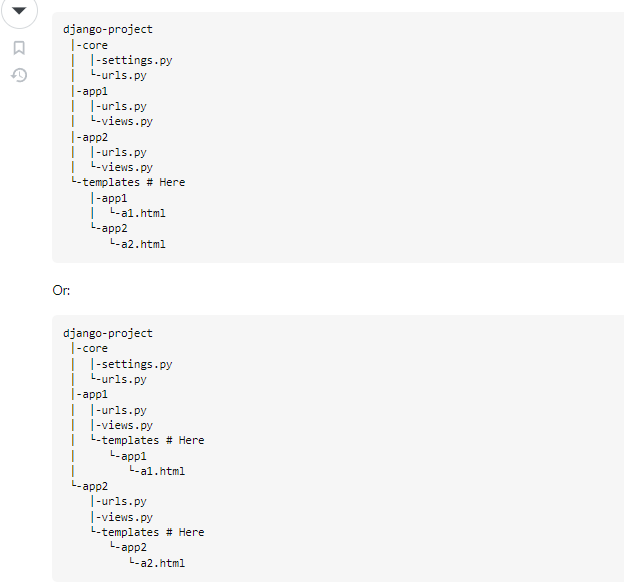 django-project
 |-core
 |  |-settings.py
 |  └-urls.py
 |-app1
 |  |-urls.py
 |  └-views.py
 |-app2
 |  |-urls.py
 |  └-views.py
 └-templates # Here
    |-app1
    |  └-a1.html
    └-app2
       └-a2.html
Or:
django-project
 |-core
 |  |-settings.py
 |  └-urls.py
 |-app1
 |  |-urls.py
 |  |-views.py
 |  └-templates # Here
 |     └-app1
 |        └-a1.html
 └-app2
    |-urls.py
    |-views.py
    └-templates # Here
       └-app2
          └-a2.html